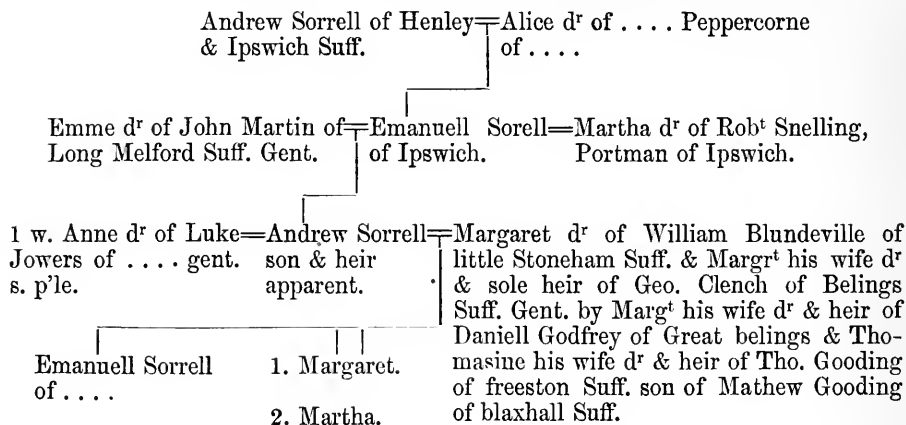 Andrew Sorrell of Henley=Alice dʳ of . . . . Peppercorne
& Ipswich Suff. of . . . .
Emme dʳ of John Martin of=Emanuell Sorell=Martha dʳ of Robᵗ Snelling,
Long Melford Suff. Gent. of Ipswich. Portman of Ipswich.
1 w. Anne dʳ of Luke=Andrew Sorrell=Margaret dʳ of William Blundeville of
Jowers of . . . . gent. son & heir little Stoneham Suff. & Margrᵗ his wife dʳ
s. p'le. apparent. & sole heir of Geo. Clench of Belings
Suff. Gent. by Margᵗ his wife dʳ & heir of
Daniell Godfrey of Great belings & Tho-
Emanuell Sorrell 1. Margaret. masine his wife dʳ & heir of Tho. Gooding
of . . . . of freeston Suff. son of Mathew Gooding
2. Martha. of blaxhall Suff.